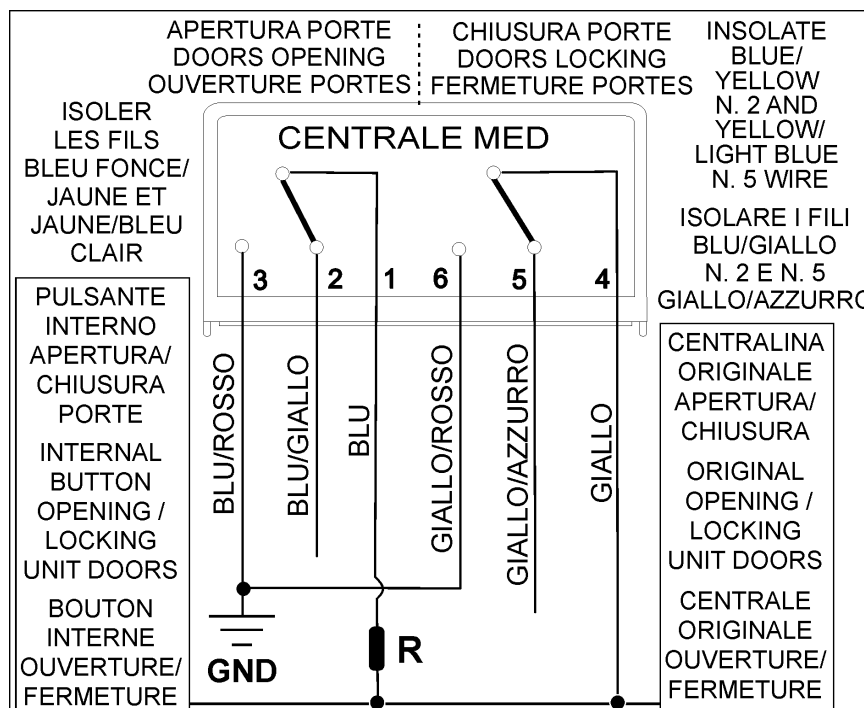 APERTURA PORTE
DOORS OPENING
OUVERTURE PORTES
CHIUSURA PORTE
DOORS LOCKING
FERMETURE PORTES
INSOLATE
BLUE/
YELLOW
N. 2 AND
YELLOW/
LIGHT BLUE
N. 5 WIRE
ISOLER
LES FILS
BLEU FONCE/
JAUNE ET
JAUNE/BLEU
CLAIR
CENTRALE MED
ISOLARE I FILI
BLU/GIALLO
N. 2 E N. 5
GIALLO/AZZURRO
3 2 1 6 5 4
PULSANTE
INTERNO
APERTURA/
CHIUSURA
PORTE
INTERNAL
BUTTON
OPENING /
LOCKING
UNIT DOORS
BOUTON
INTERNE
OUVERTURE/
FERMETURE
BLU/ROSSO
BLU/GIALLO
BLU
GIALLO/ROSSO
GIALLO/AZZURRO
GIALLO
GND
R
CENTRALINA
ORIGINALE
APERTURA/
CHIUSURA
ORIGINAL
OPENING /
LOCKING
UNIT DOORS
CENTRALE
ORIGINALE
OUVERTURE/
FERMETURE